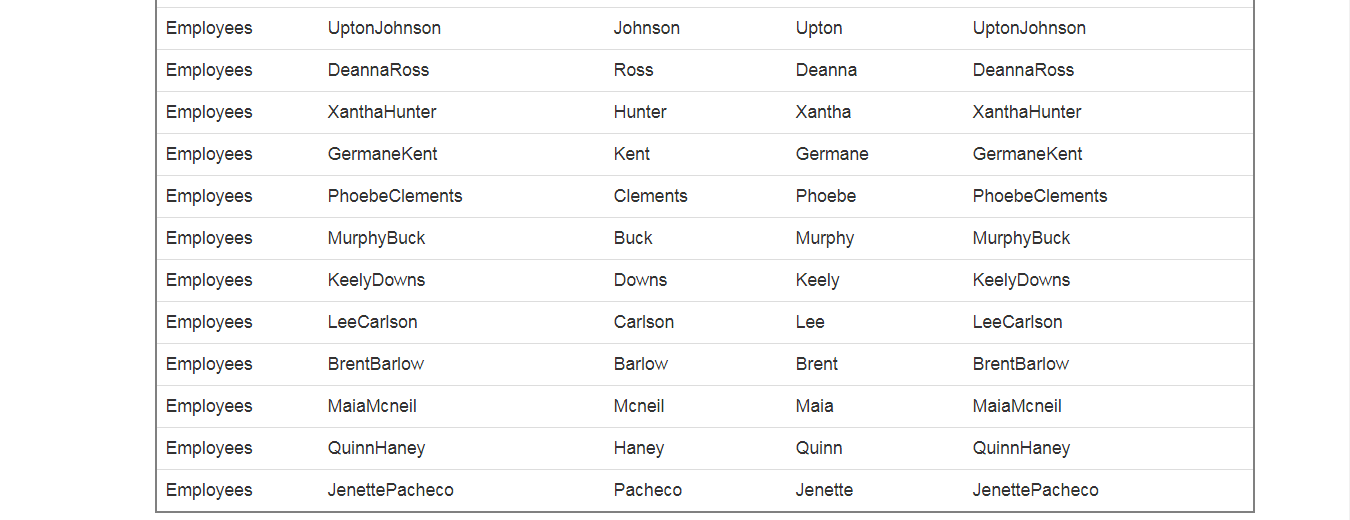 Employees UptonJohnson Johnson Upton UptonJohnson
Employees DeannaRoss Ross Deanna DeannaRoss
Employees XanthaHunter Hunter Xantha XanthaHunter
Employees GermaneKent Kent Germane GermaneKent
Employees PhoebeClements Clements Phoebe PhoebeClements
Employees MurphyBuck Buck Murphy MurphyBuck
Employees KeelyDowns Downs Keely KeelyDowns
Employees LeeCarlson Carlson Lee LeeCarlson
Employees BrentBarlow Barlow Brent BrentBarlow
Employees MaiaMcneil Mcneil Maia MaiaMcneil
Employees QuinnHaney Haney Quinn QuinnHaney
Employees JenettePacheco Pacheco Jenette JenettePacheco